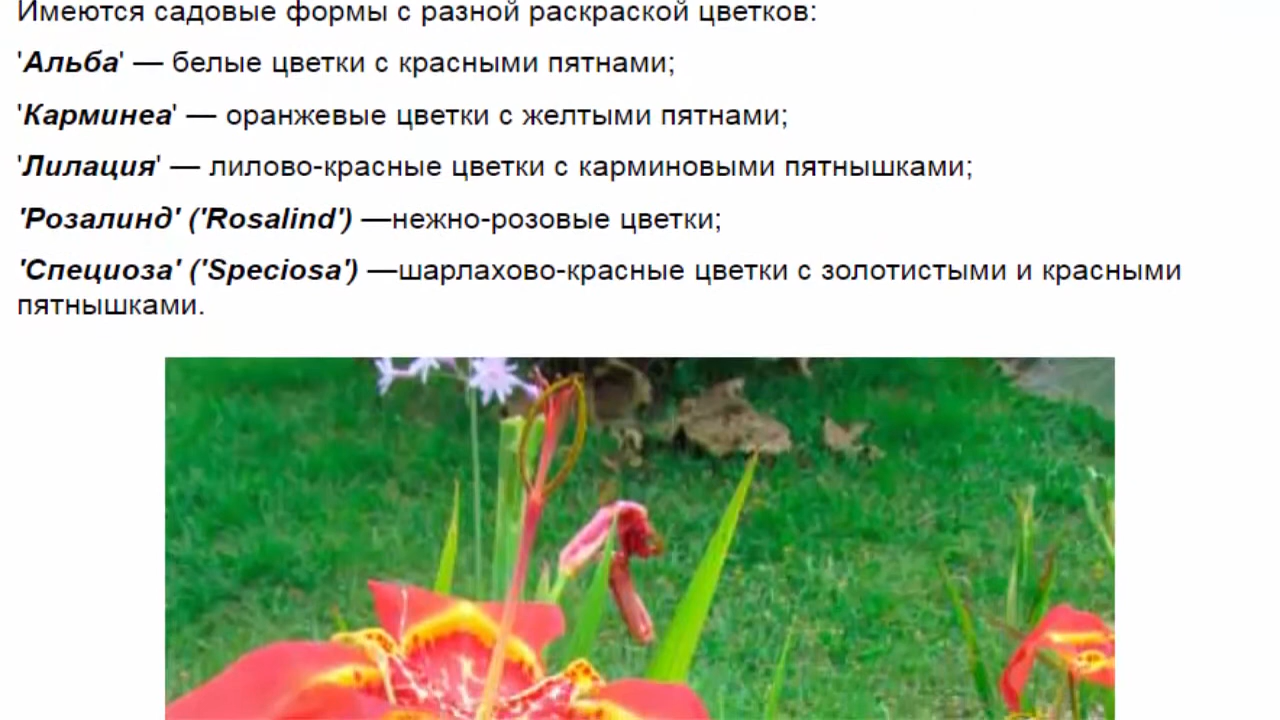 Имеются садовые формы с разной раскраской цветков:
'Альба' — белые цветки с красными пятнами;
'Карминеа' — оранжевые цветки с желтыми пятнами;
'Лилация' — лилово-красные цветки с карминовыми пятнышками;
'Розалинд' ('Rosalind') —нежно-розовые цветки;
'Специоза' ('Speciosa') —шарлахово-красные цветки с золотистыми и красными
пятнышками.